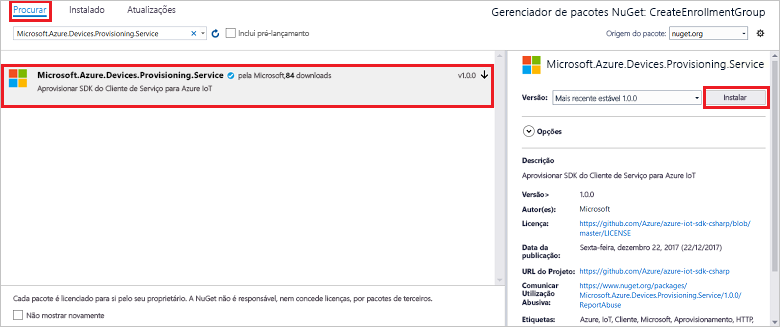 Procurar Instalado Atualizações
Gerenciador de pacotes NuGet: CreateEnrollmentGroup
Microsoft.Azure.Devices.Provisioning.Service
Inclui pré-lançamento
Origem do pacote: nuget.org
Microsoft.Azure.Devices.Provisioning.Service pela Microsoft,84 downloads v1.0.0
Aprovisionar SDK do Cliente de Serviço para Azure IoT
Cada pacote é licenciado para si pelo seu proprietário. A NuGet não é responsável, nem concede licenças, por pacotes de terceiros.
Não mostrar novamente
Microsoft.Azure.Devices.Provisioning.Service
Versão: Mais recente estável 1.0.0 Instalar
Opções
Descrição
Aprovisionar SDK do Cliente de Serviço para Azure IoT
Versão> 1.0.0
Autor(es): Microsoft
Licença: https://github.com/Azure/azure-iot-sdk-csharp/blob/
master/LICENSE
Data da Sexta-feira, dezembro 22, 2017 (22/12/2017)
publicação:
URL do Projeto: https://github.com/Azure/azure-iot-sdk-csharp
Comunicar https://www.nuget.org/packages/
Utilização Microsoft.Azure.Devices.Provisioning.Service/1.0.0/
Abusiva: ReportAbuse
Etiquetas: Azure, IoT, Cliente, Microsoft, Aprovisionamento, HTTP,